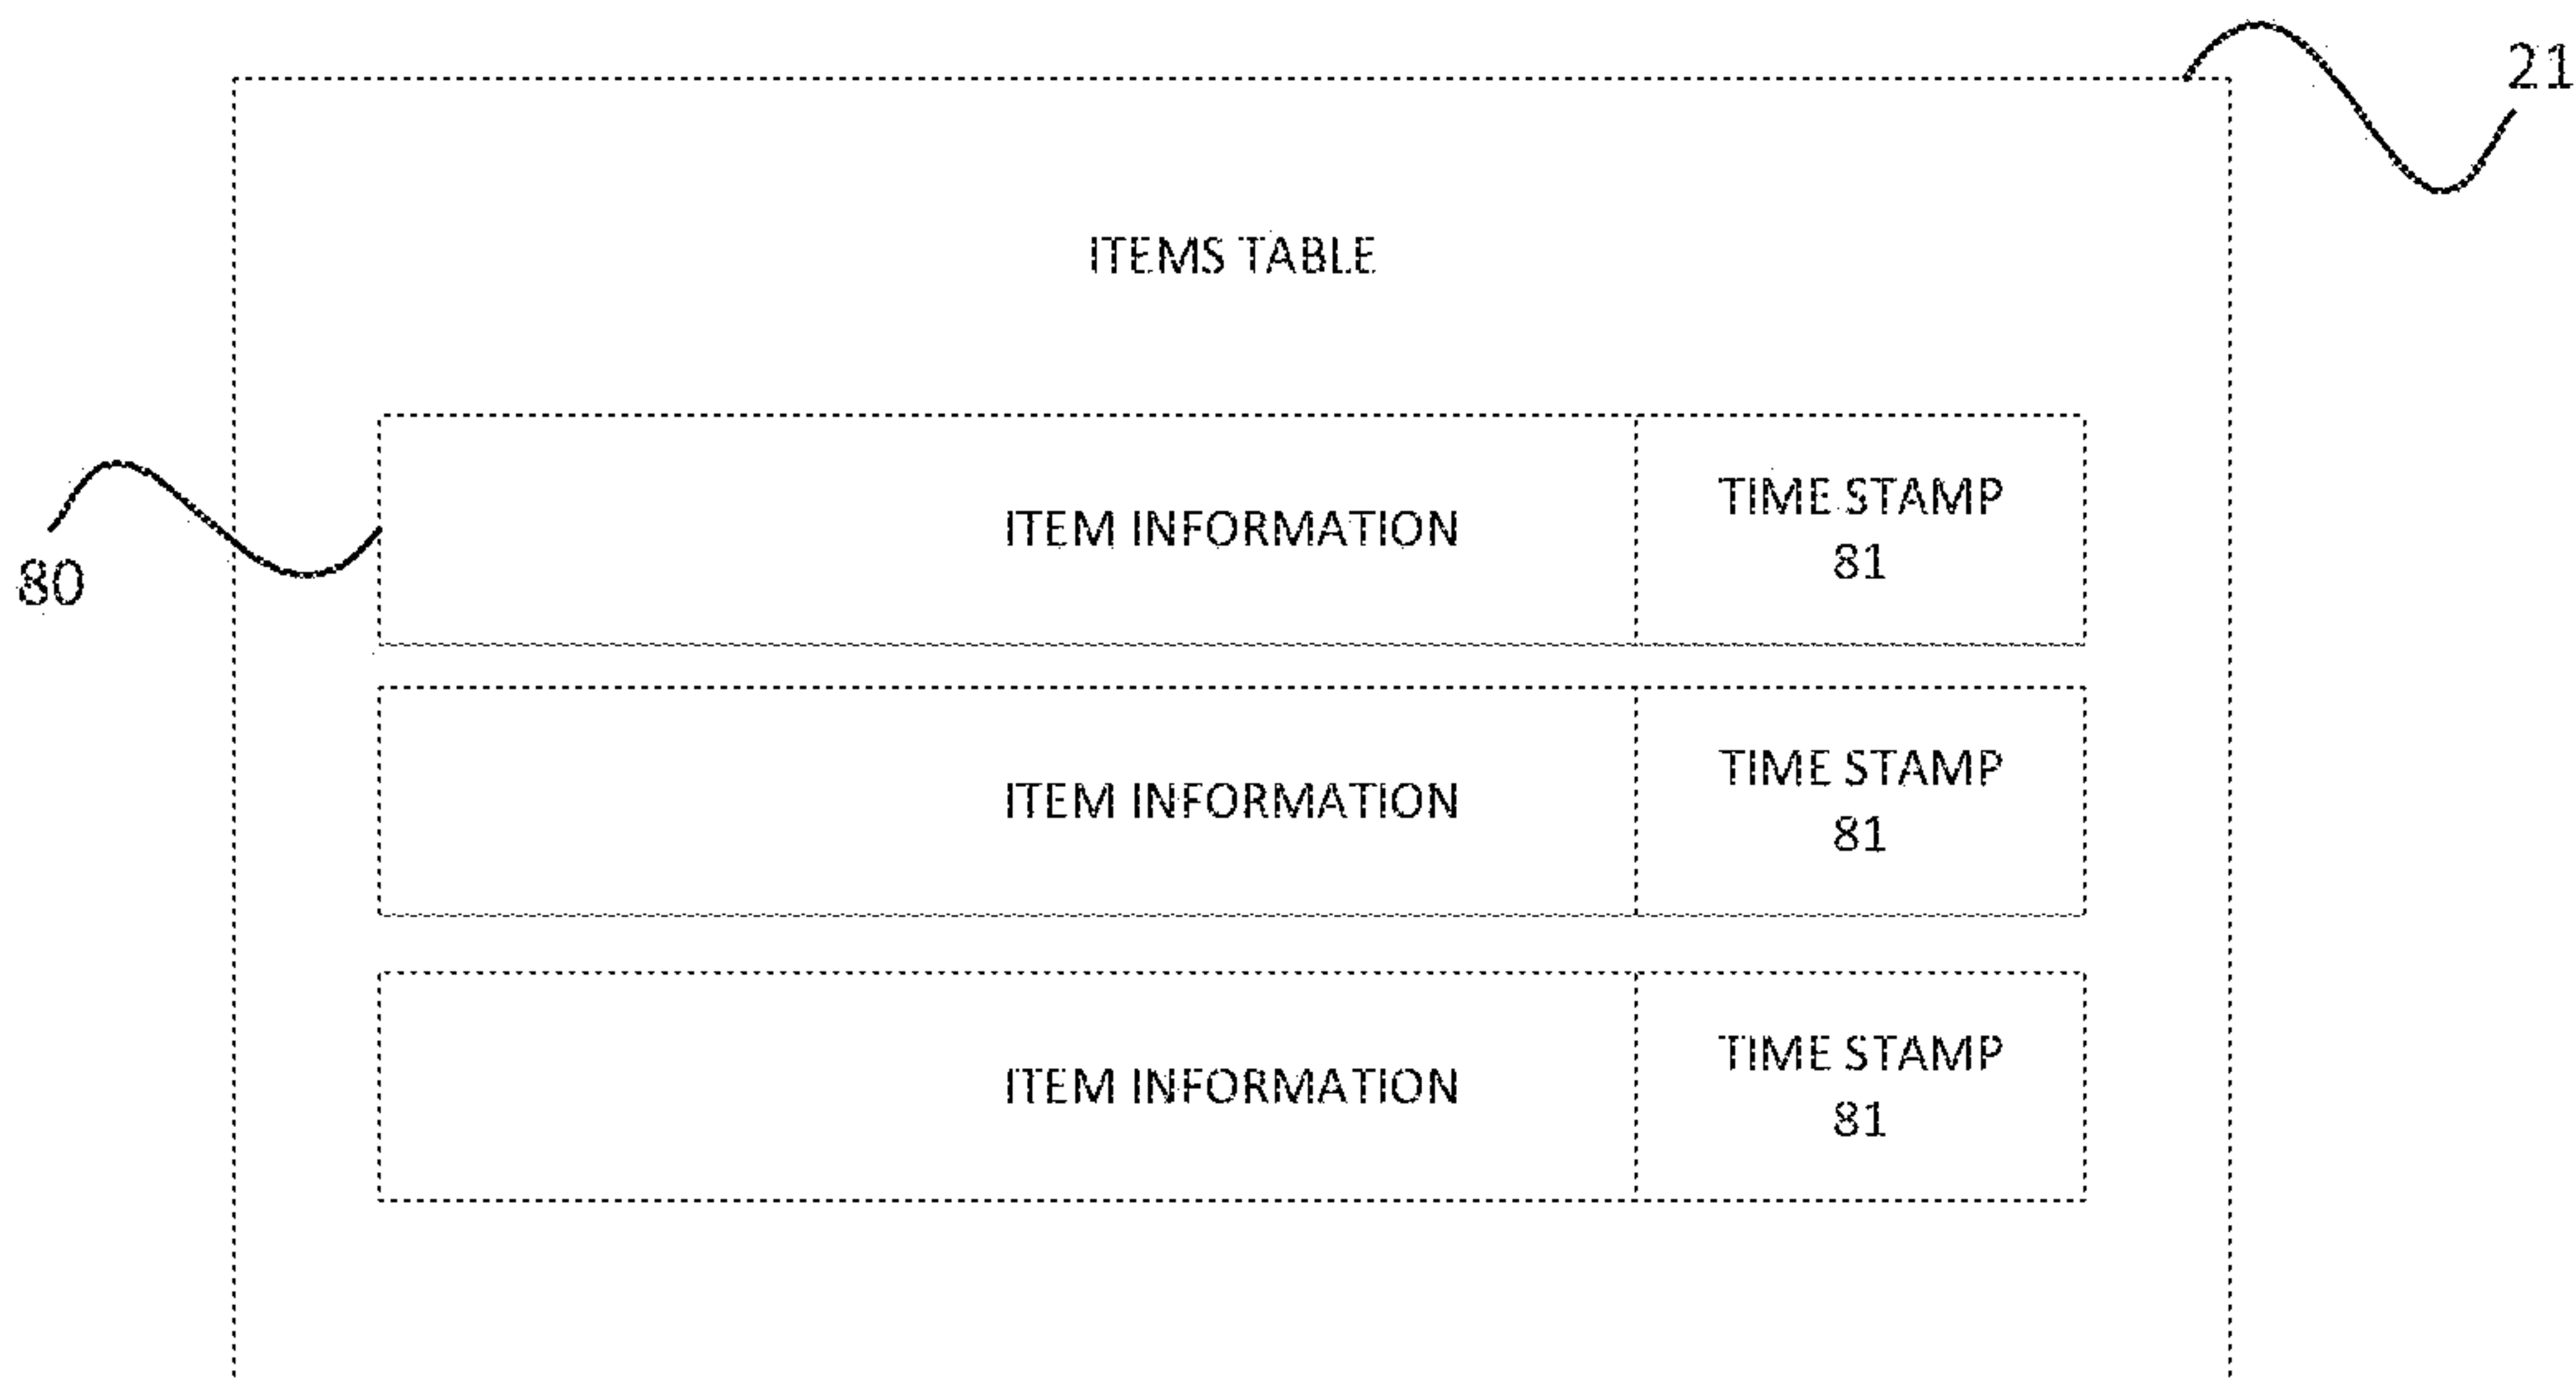 21
ITEMS TABLE
TIME STAMP
ITEM INFORMATION
81
80
TIME STAMP
ITEM INFORMATION
81
TIME STAMP
ITEM INFORMATION
81